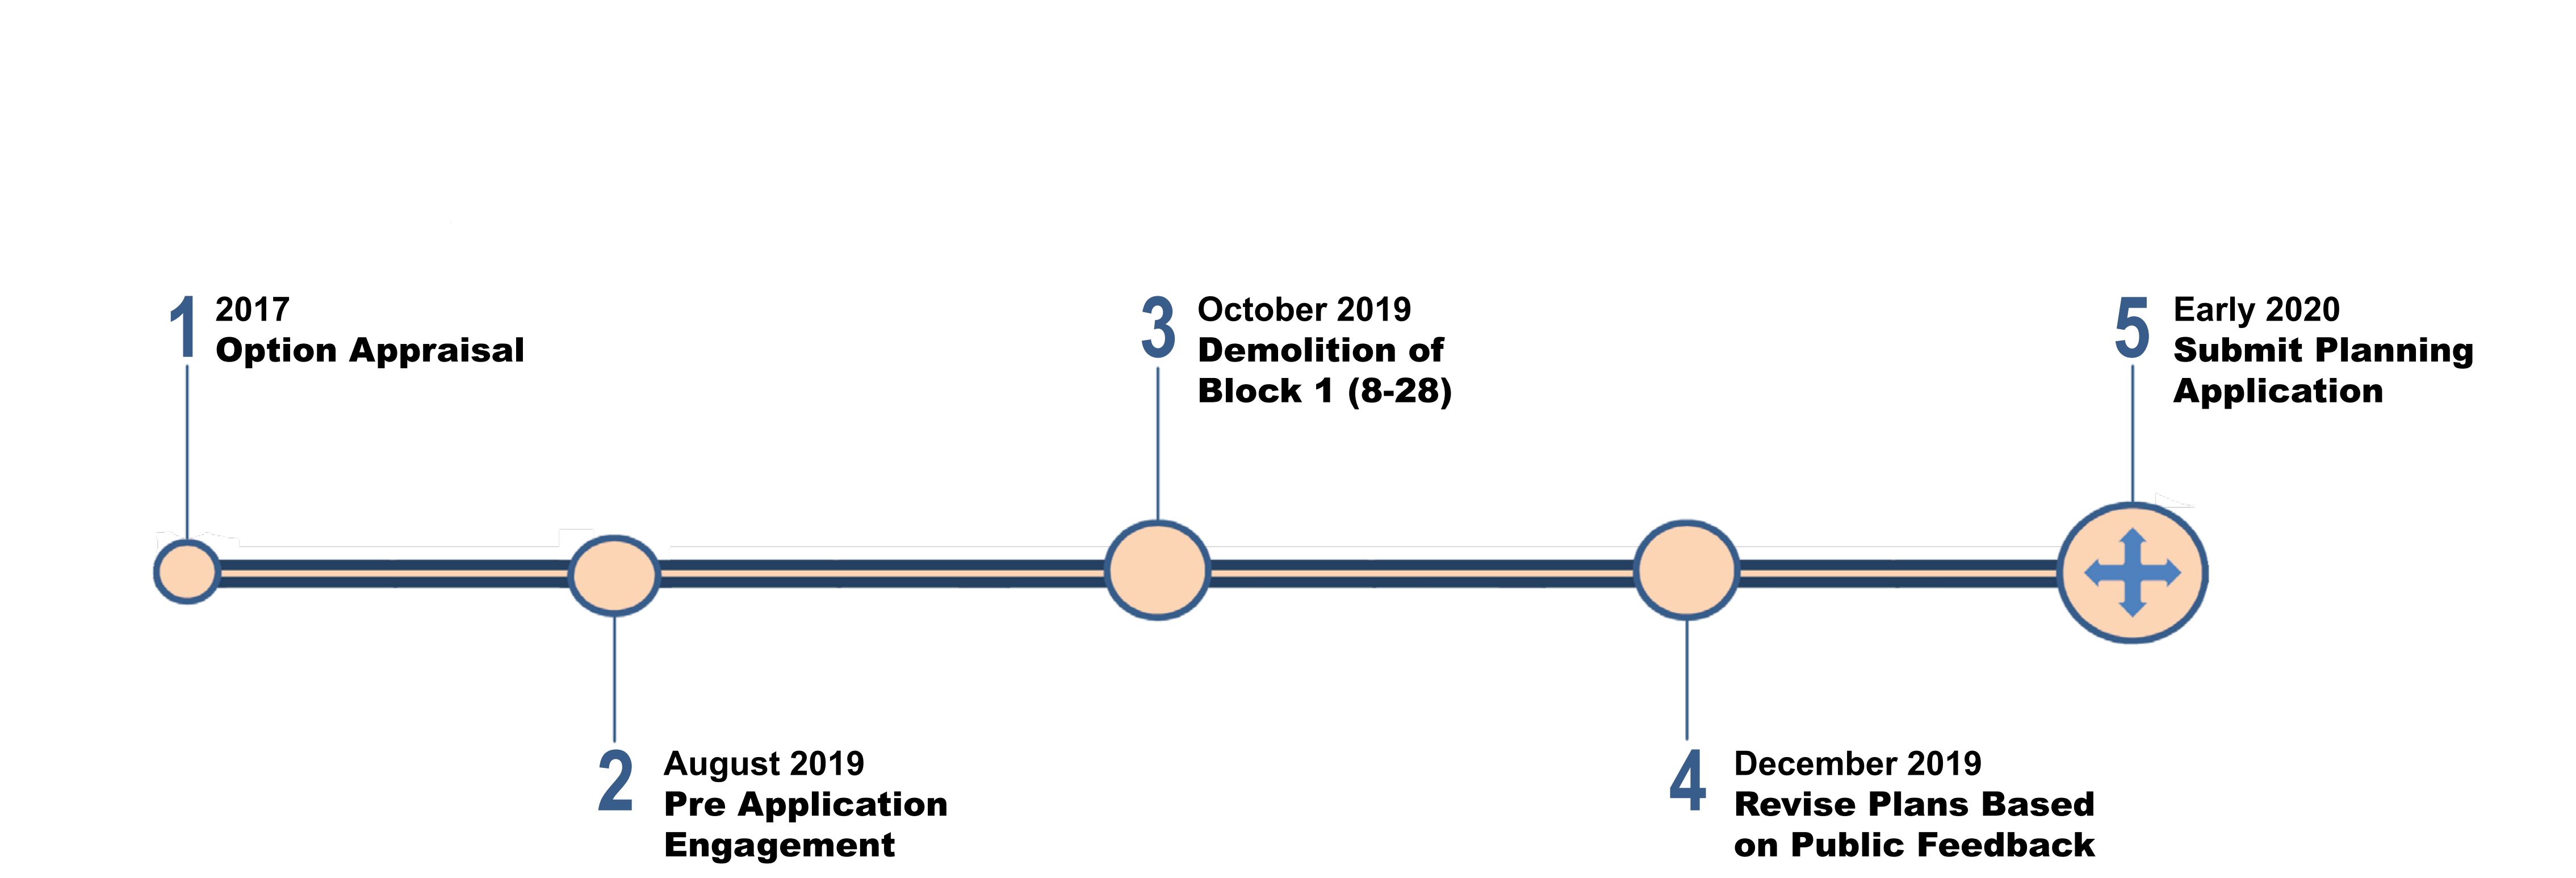 1
2017
Option Appraisal
2
August 2019
Pre Application
Engagement
3
October 2019
Demolition of
Block 1 (8-28)
4
December 2019
Revise Plans Based
on Public Feedback
5
Early 2020
Submit Planning
Application